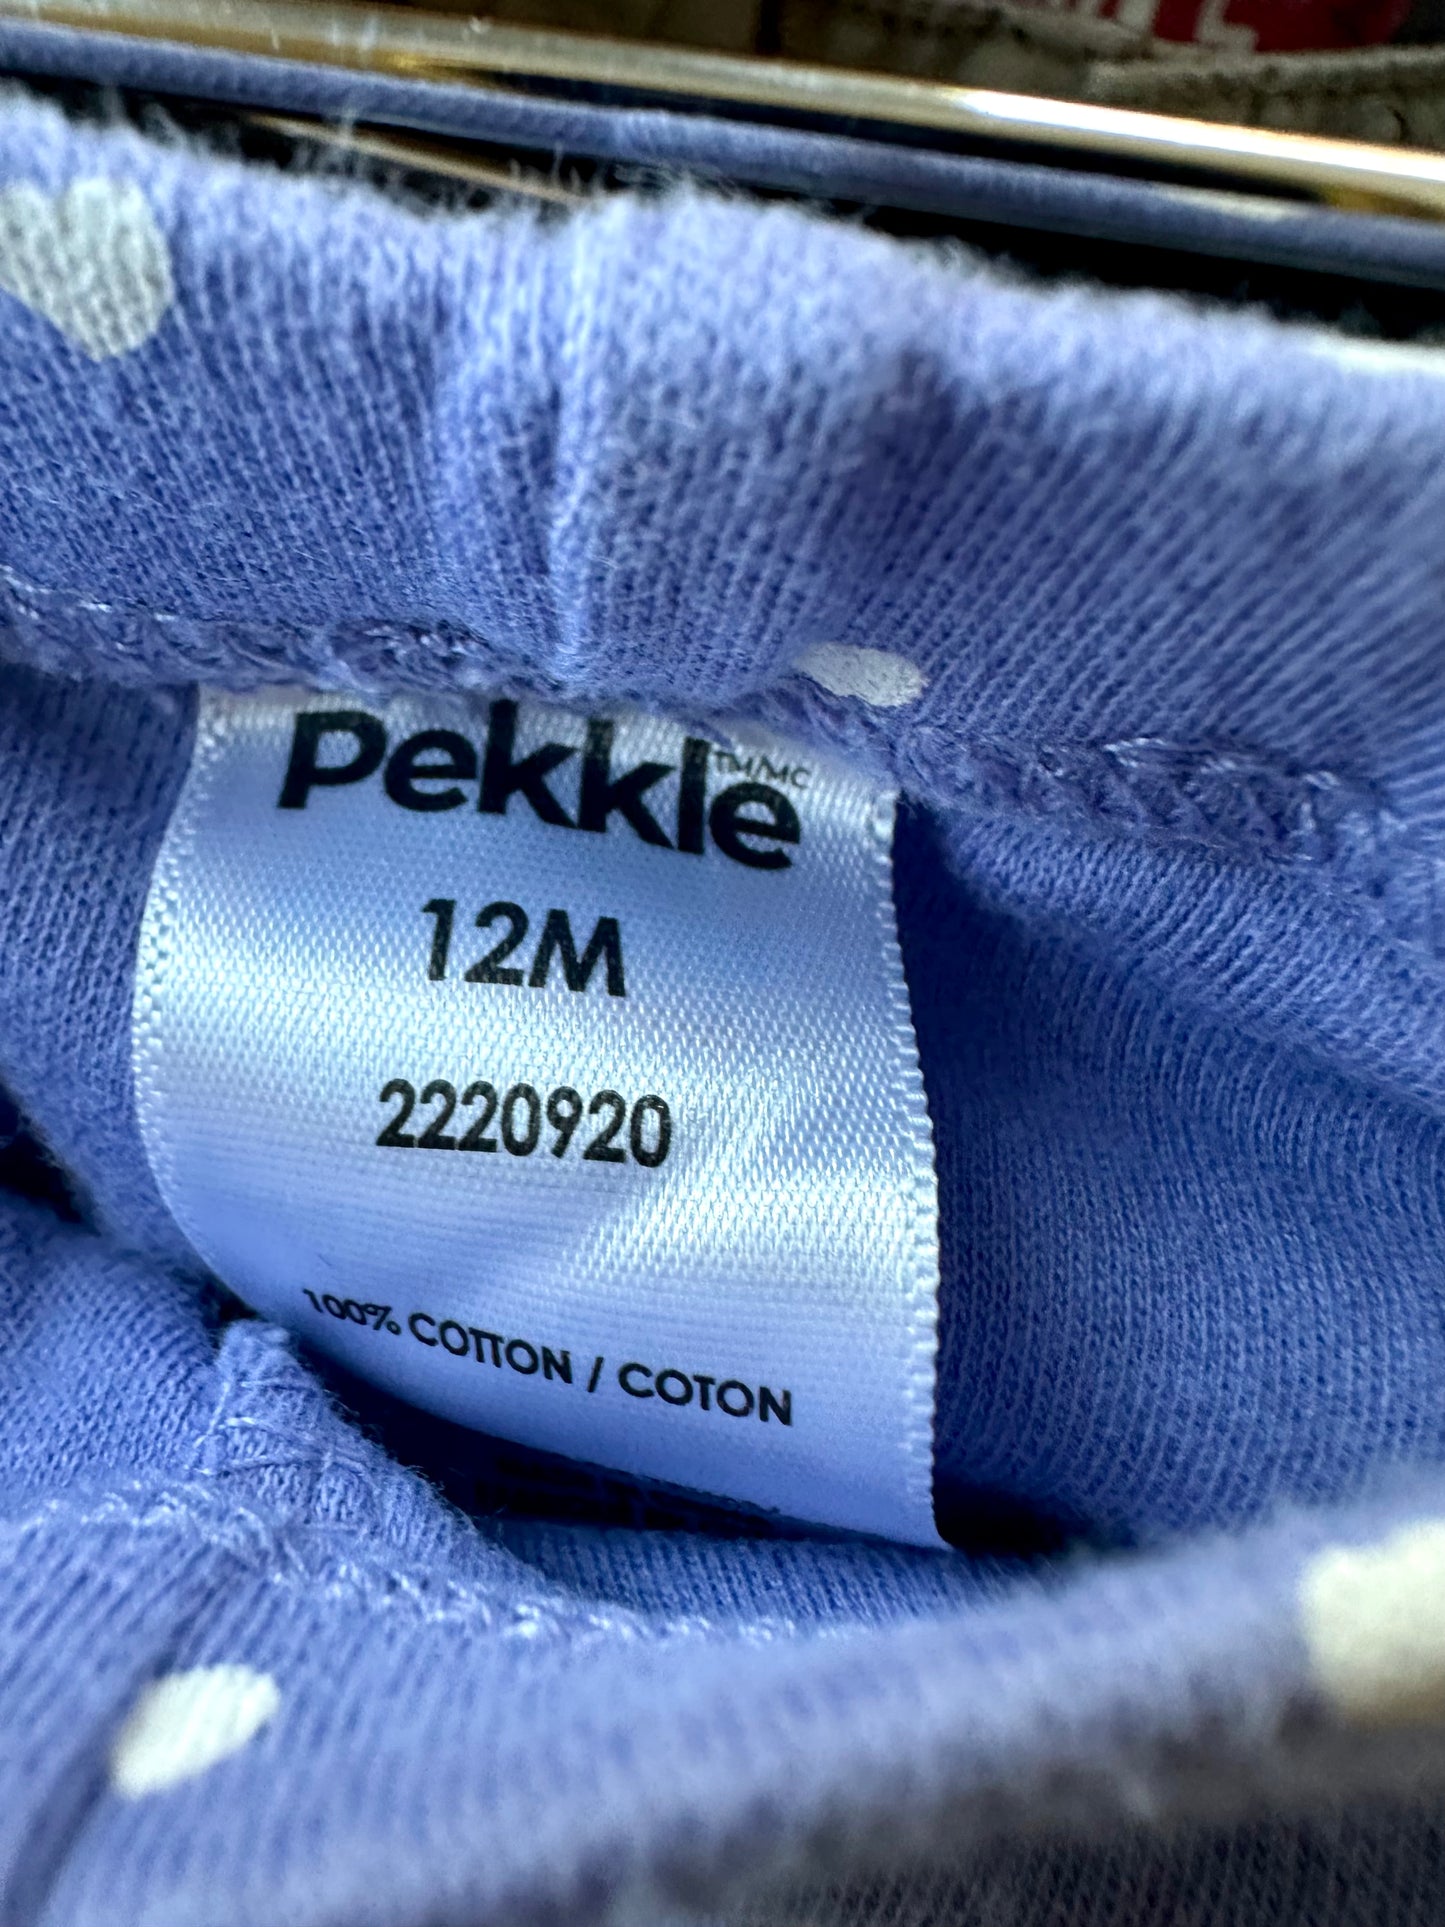 Pekkle TM/MC
12M
2220920
100% COTTON / COTON